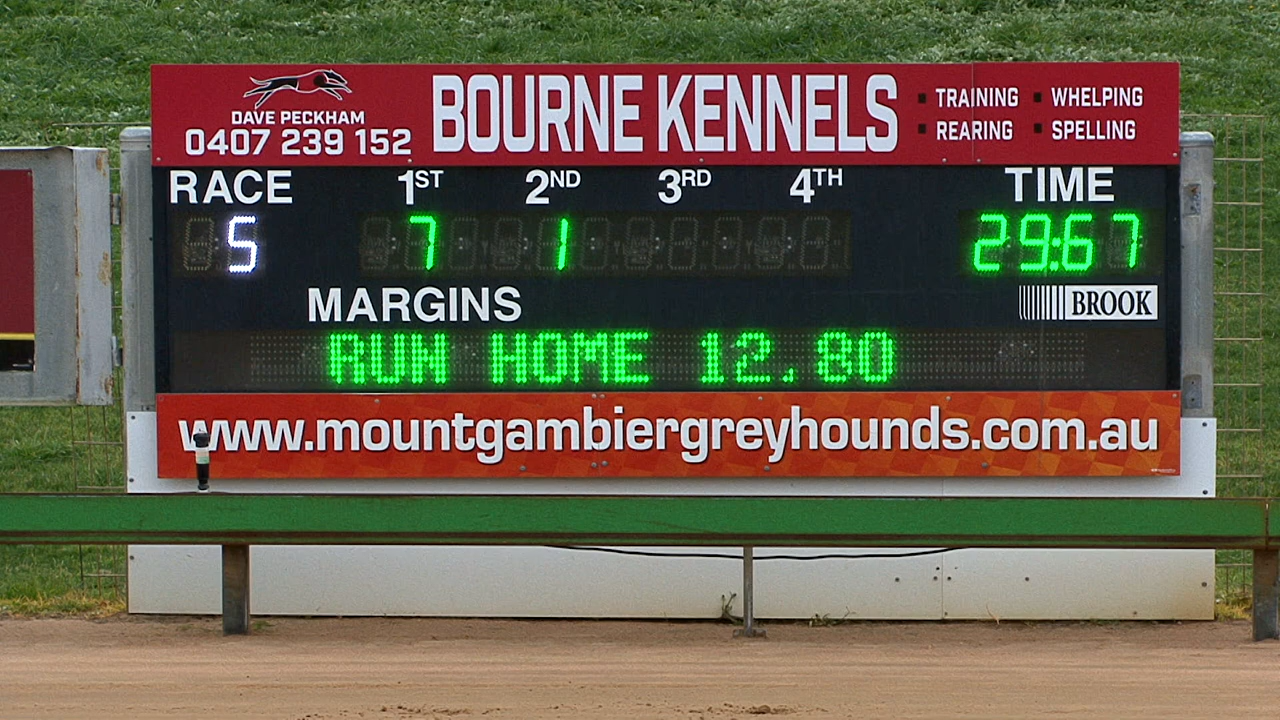 DAVE PECKHAM
0407 239 152
BOURNE KENNELS
TRAINING WHELPING
REARING SPELLING
RACE 1ST 2ND 3RD 4TH TIME
5 7 1 29:67
MARGINS BROOK
RUN HOME 12.80
www.mountgambiergreyhounds.com.au